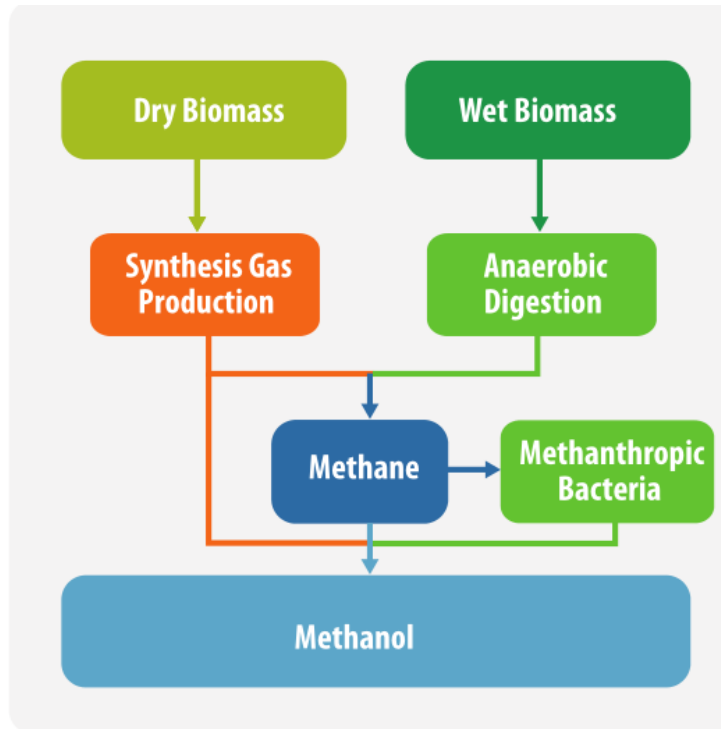 Dry Biomass
Wet Biomass
Synthesis Gas
Production
Anaerobic
Digestion
Methane
Methanthropic
Bacteria
Methanol